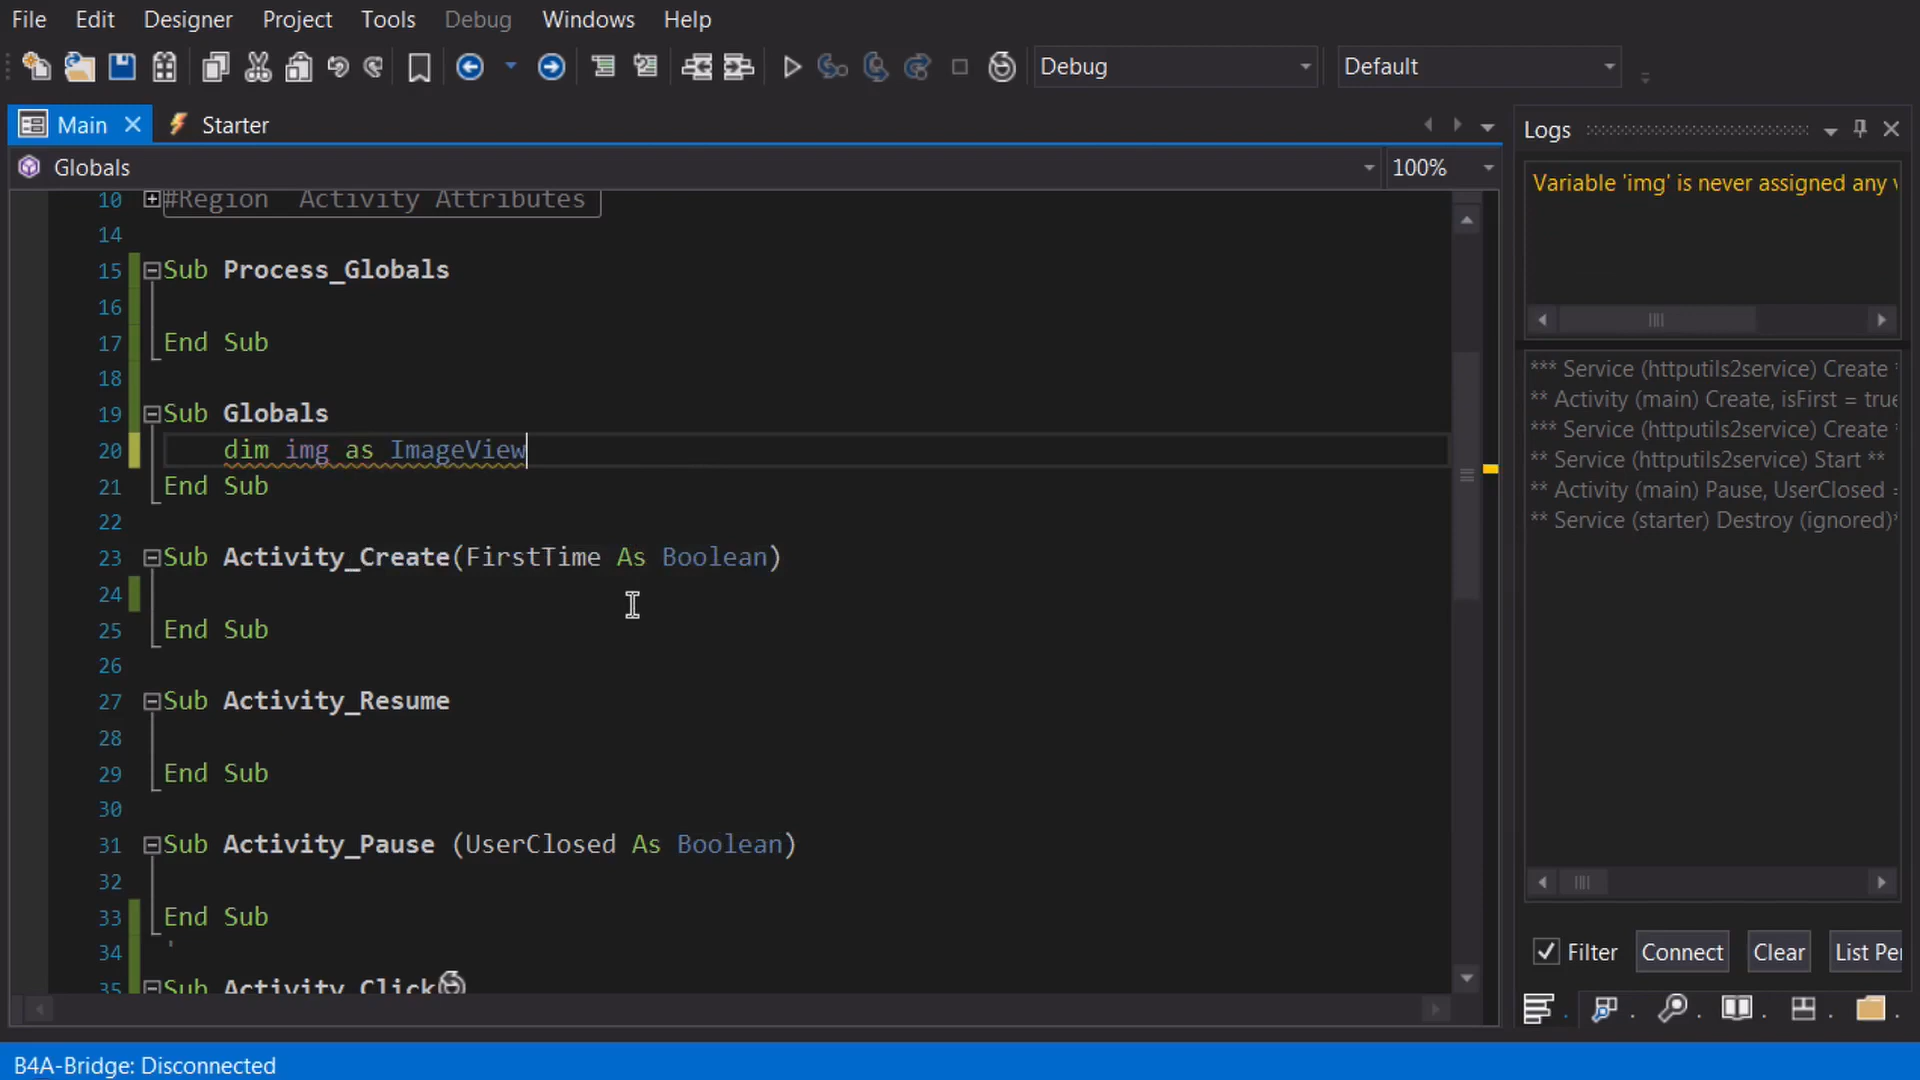 File Edit Designer Project Tools Debug Windows Help
Debug Default
Main Starter
Logs
Globals 100%
Variable 'img' is never assigned any
10 #Region Activity Attributes
14
15 Sub Process_Globals
16
17 End Sub
18
19 Sub Globals
20 dim img as ImageView
21 End Sub
22
23 Sub Activity_Create(FirstTime As Boolean)
24
25 End Sub
26
27 Sub Activity_Resume
28
29 End Sub
30
31 Sub Activity_Pause (UserClosed As Boolean)
32
33 End Sub
34 '
35 Sub Activity_Click
*** Service (httputils2service) Create
** Activity (main) Create, isFirst = true
*** Service (httputils2service) Create
** Service (httputils2service) Start **
** Activity (main) Pause, UserClosed =
** Service (starter) Destroy (ignored)*
Filter Connect Clear List Per
B4A-Bridge: Disconnected